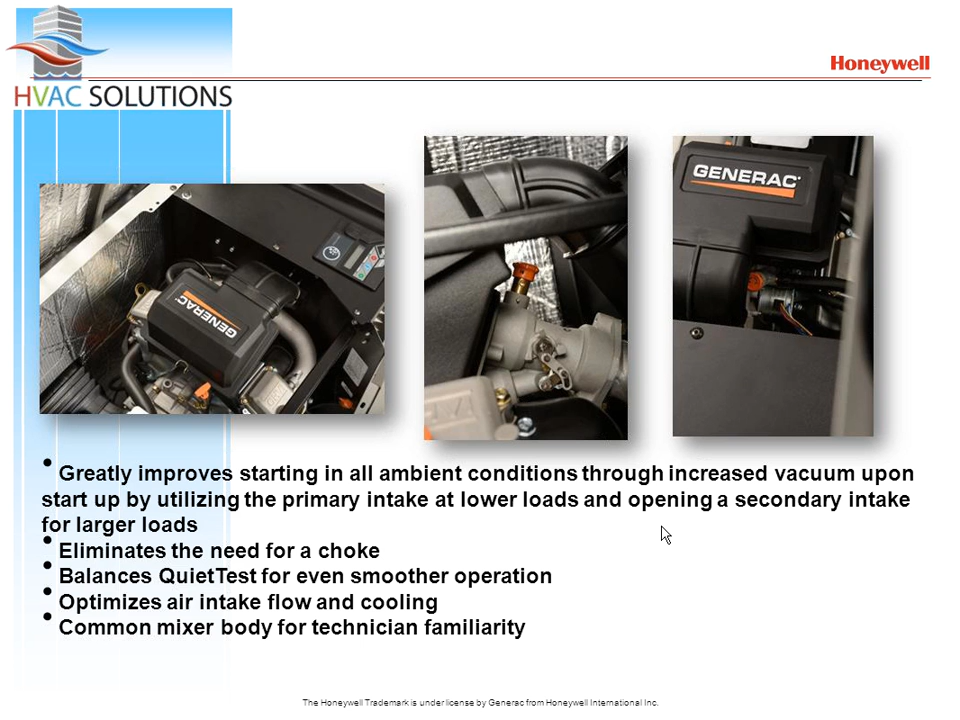 HVAC SOLUTIONS
Honeywell
GENERAC
GENERAC
• Greatly improves starting in all ambient conditions through increased vacuum upon
start up by utilizing the primary intake at lower loads and opening a secondary intake
for larger loads
• Eliminates the need for a choke
• Balances QuietTest for even smoother operation
• Optimizes air intake flow and cooling
• Common mixer body for technician familiarity
The Honeywell Trademark is under license by Generac from Honeywell International Inc.